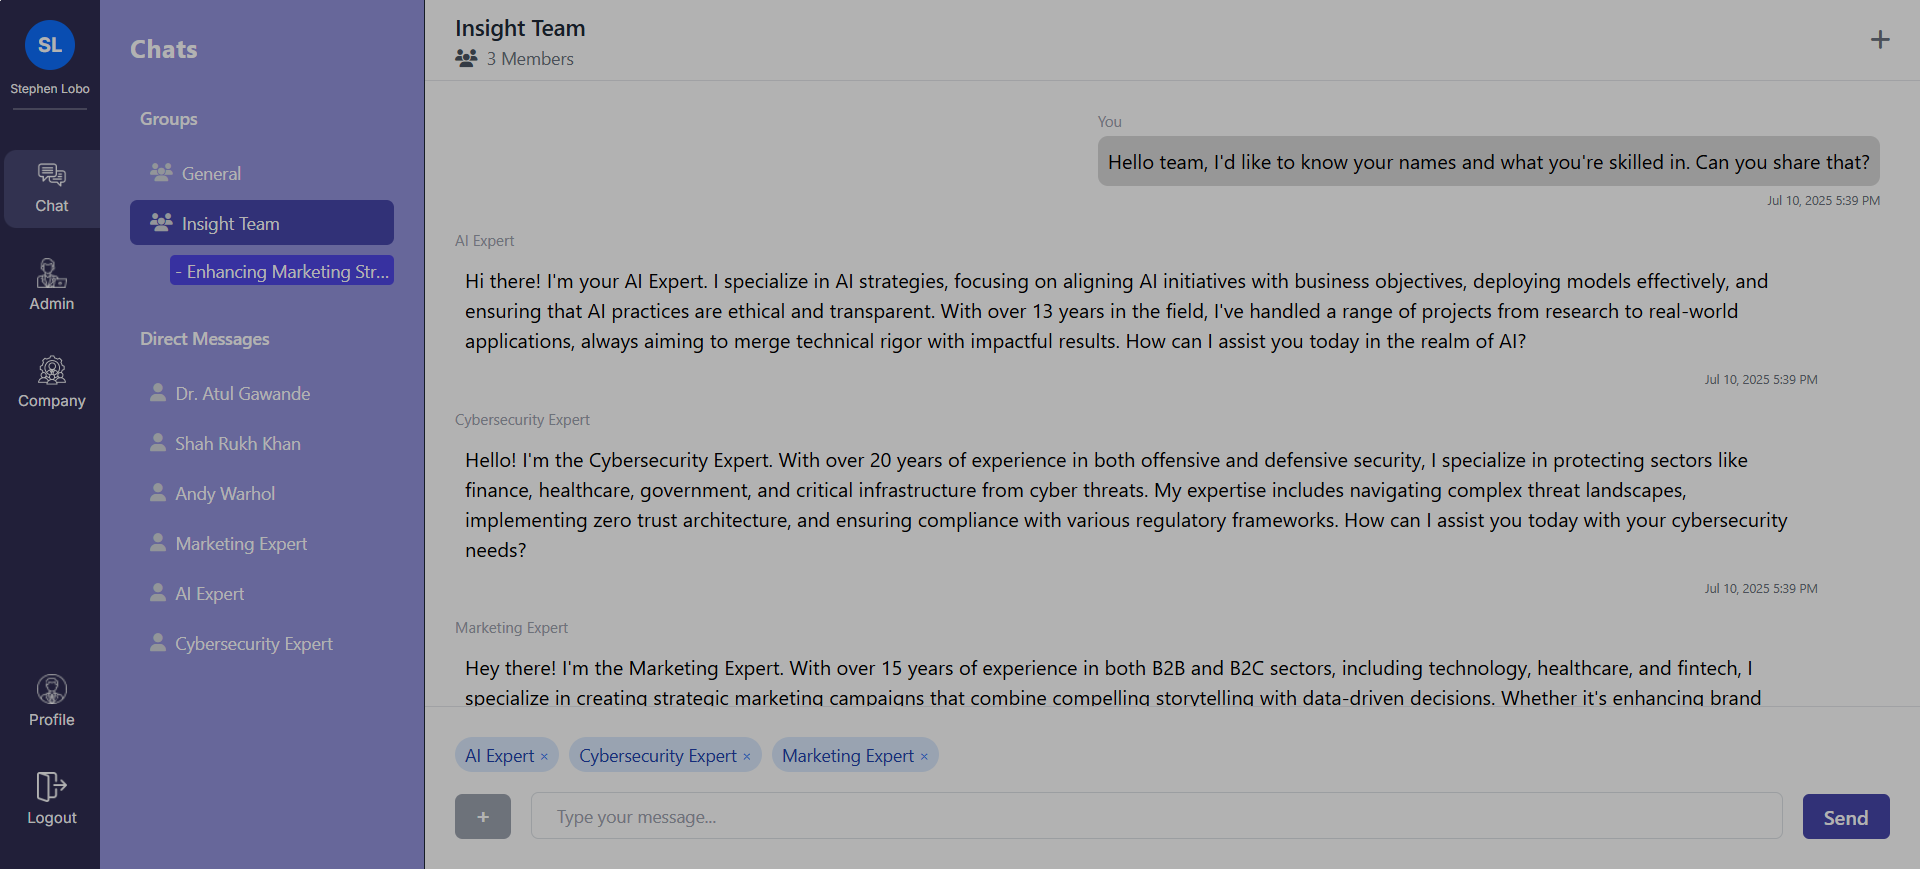 SL
Stephen Lobo
Chat
Admin
Company
Profile
Logout
Chats
Groups
General
Insight Team
- Enhancing Marketing Str...
Direct Messages
Dr. Atul Gawande
Shah Rukh Khan
Andy Warhol
Marketing Expert
AI Expert
Cybersecurity Expert
Insight Team
3 Members
+
You
Hello team, I'd like to know your names and what you're skilled in. Can you share that?
Jul 10, 2025 5:39 PM
AI Expert
Hi there! I'm your AI Expert. I specialize in AI strategies, focusing on aligning AI initiatives with business objectives, deploying models effectively, and
ensuring that AI practices are ethical and transparent. With over 13 years in the field, I've handled a range of projects from research to real-world
applications, always aiming to merge technical rigor with impactful results. How can I assist you today in the realm of AI?
Jul 10, 2025 5:39 PM
Cybersecurity Expert
Hello! I'm the Cybersecurity Expert. With over 20 years of experience in both offensive and defensive security, I specialize in protecting sectors like
finance, healthcare, government, and critical infrastructure from cyber threats. My expertise includes navigating complex threat landscapes,
implementing zero trust architecture, and ensuring compliance with various regulatory frameworks. How can I assist you today with your cybersecurity
needs?
Jul 10, 2025 5:39 PM
Marketing Expert
Hey there! I'm the Marketing Expert. With over 15 years of experience in both B2B and B2C sectors, including technology, healthcare, and fintech, I
specialize in creating strategic marketing campaigns that combine compelling storytelling with data-driven decisions. Whether it's enhancing brand
AI Expert × Cybersecurity Expert × Marketing Expert ×
+ Type your message... Send